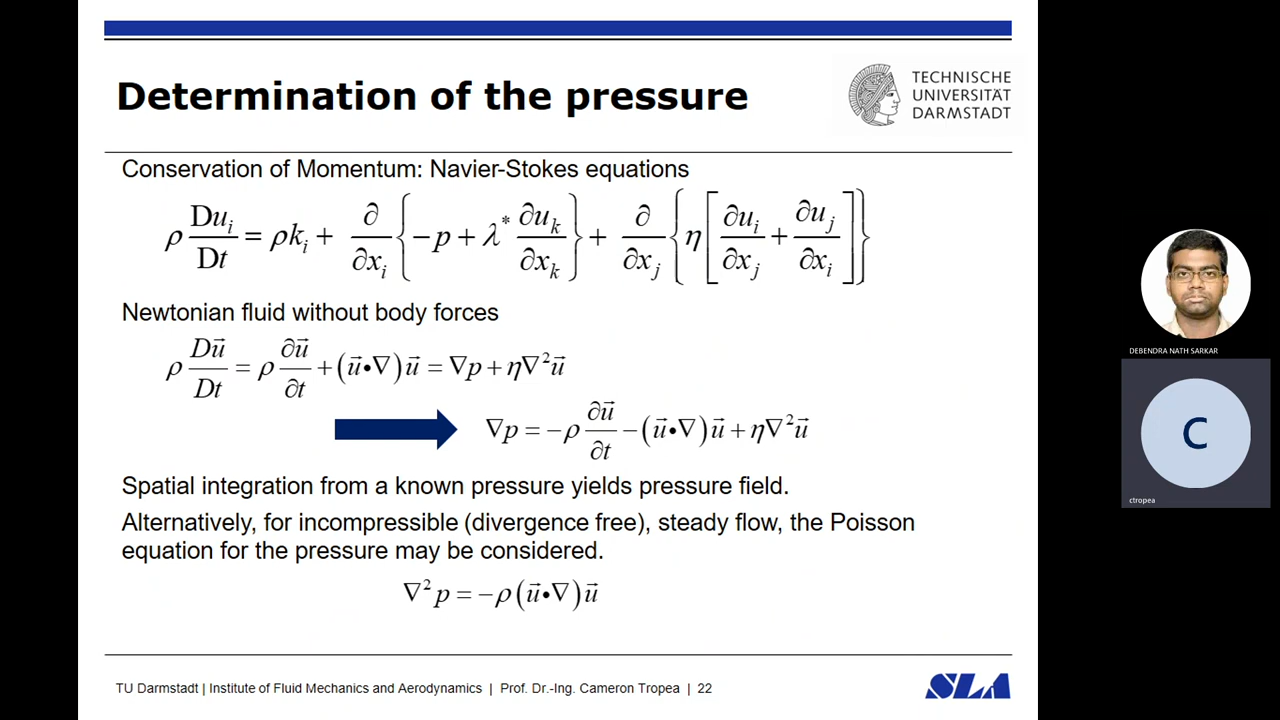 Determination of the pressure
TECHNISCHE
UNIVERSITÄT
DARMSTADT
Conservation of Momentum: Navier-Stokes equations
ρ Du_i/Dt = ρk_i + ∂/∂x_i {−p + λ* ∂u_k/∂x_k} + ∂/∂x_j {η [∂u_i/∂x_j + ∂u_j/∂x_i]}
Newtonian fluid without body forces
ρ Du⃗/Dt = ρ ∂u⃗/∂t + (u⃗•∇)u⃗ = ∇p + η∇²u⃗
∇p = −ρ ∂u⃗/∂t − (u⃗•∇)u⃗ + η∇²u⃗
Spatial integration from a known pressure yields pressure field.
Alternatively, for incompressible (divergence free), steady flow, the Poisson
equation for the pressure may be considered.
∇²p = −ρ(u⃗•∇)u⃗
TU Darmstadt | Institute of Fluid Mechanics and Aerodynamics | Prof. Dr.-Ing. Cameron Tropea | 22
SLA
DEBENDRA NATH SARKAR
C
ctropea